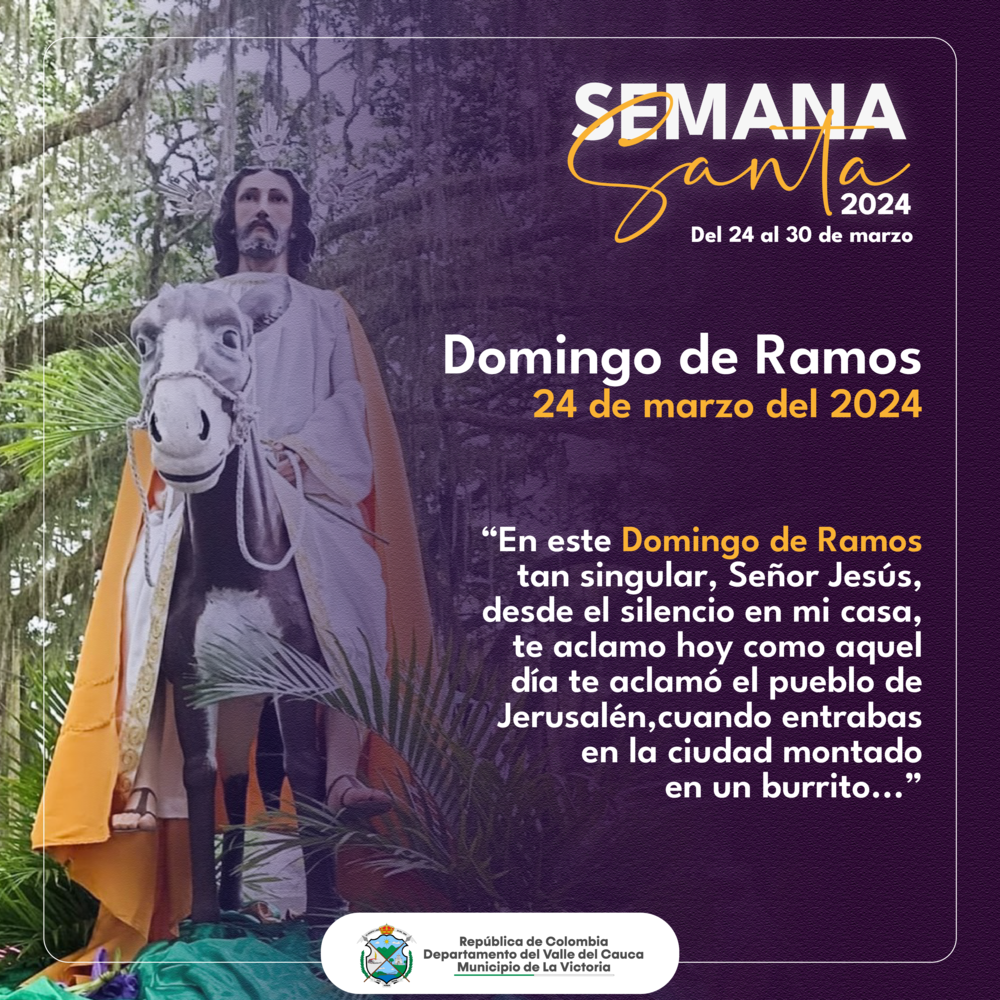 SEMANA
Santa
2024
Del 24 al 30 de marzo
Domingo de Ramos
24 de marzo del 2024
“En este Domingo de Ramos
tan singular, Señor Jesús,
desde el silencio en mi casa,
te aclamo hoy como aquel
día te aclamó el pueblo de
Jerusalén,cuando entrabas
en la ciudad montado
en un burrito...”
República de Colombia
Departamento del Valle del Cauca
Municipio de La Victoria